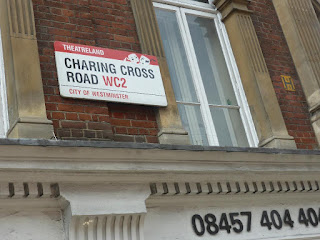 THEATRELAND
CHARING CROSS
ROAD WC2
CITY OF WESTMINSTER
08457 404 40